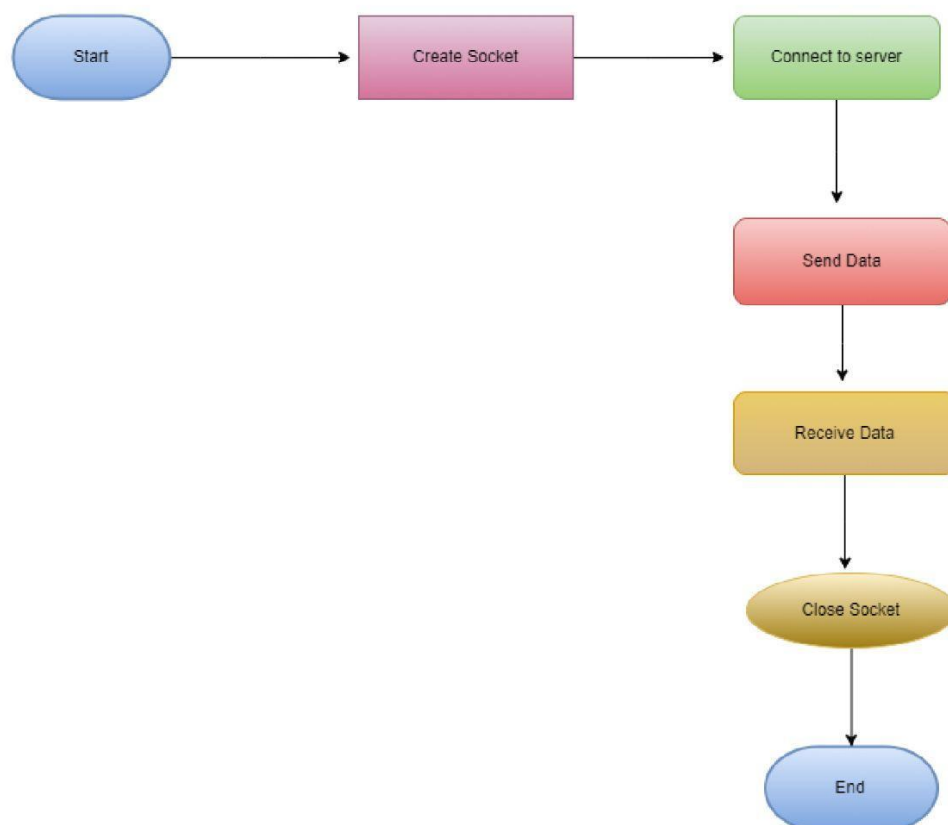 Start
Create Socket
Connect to server
Send Data
Receive Data
Close Socket
End